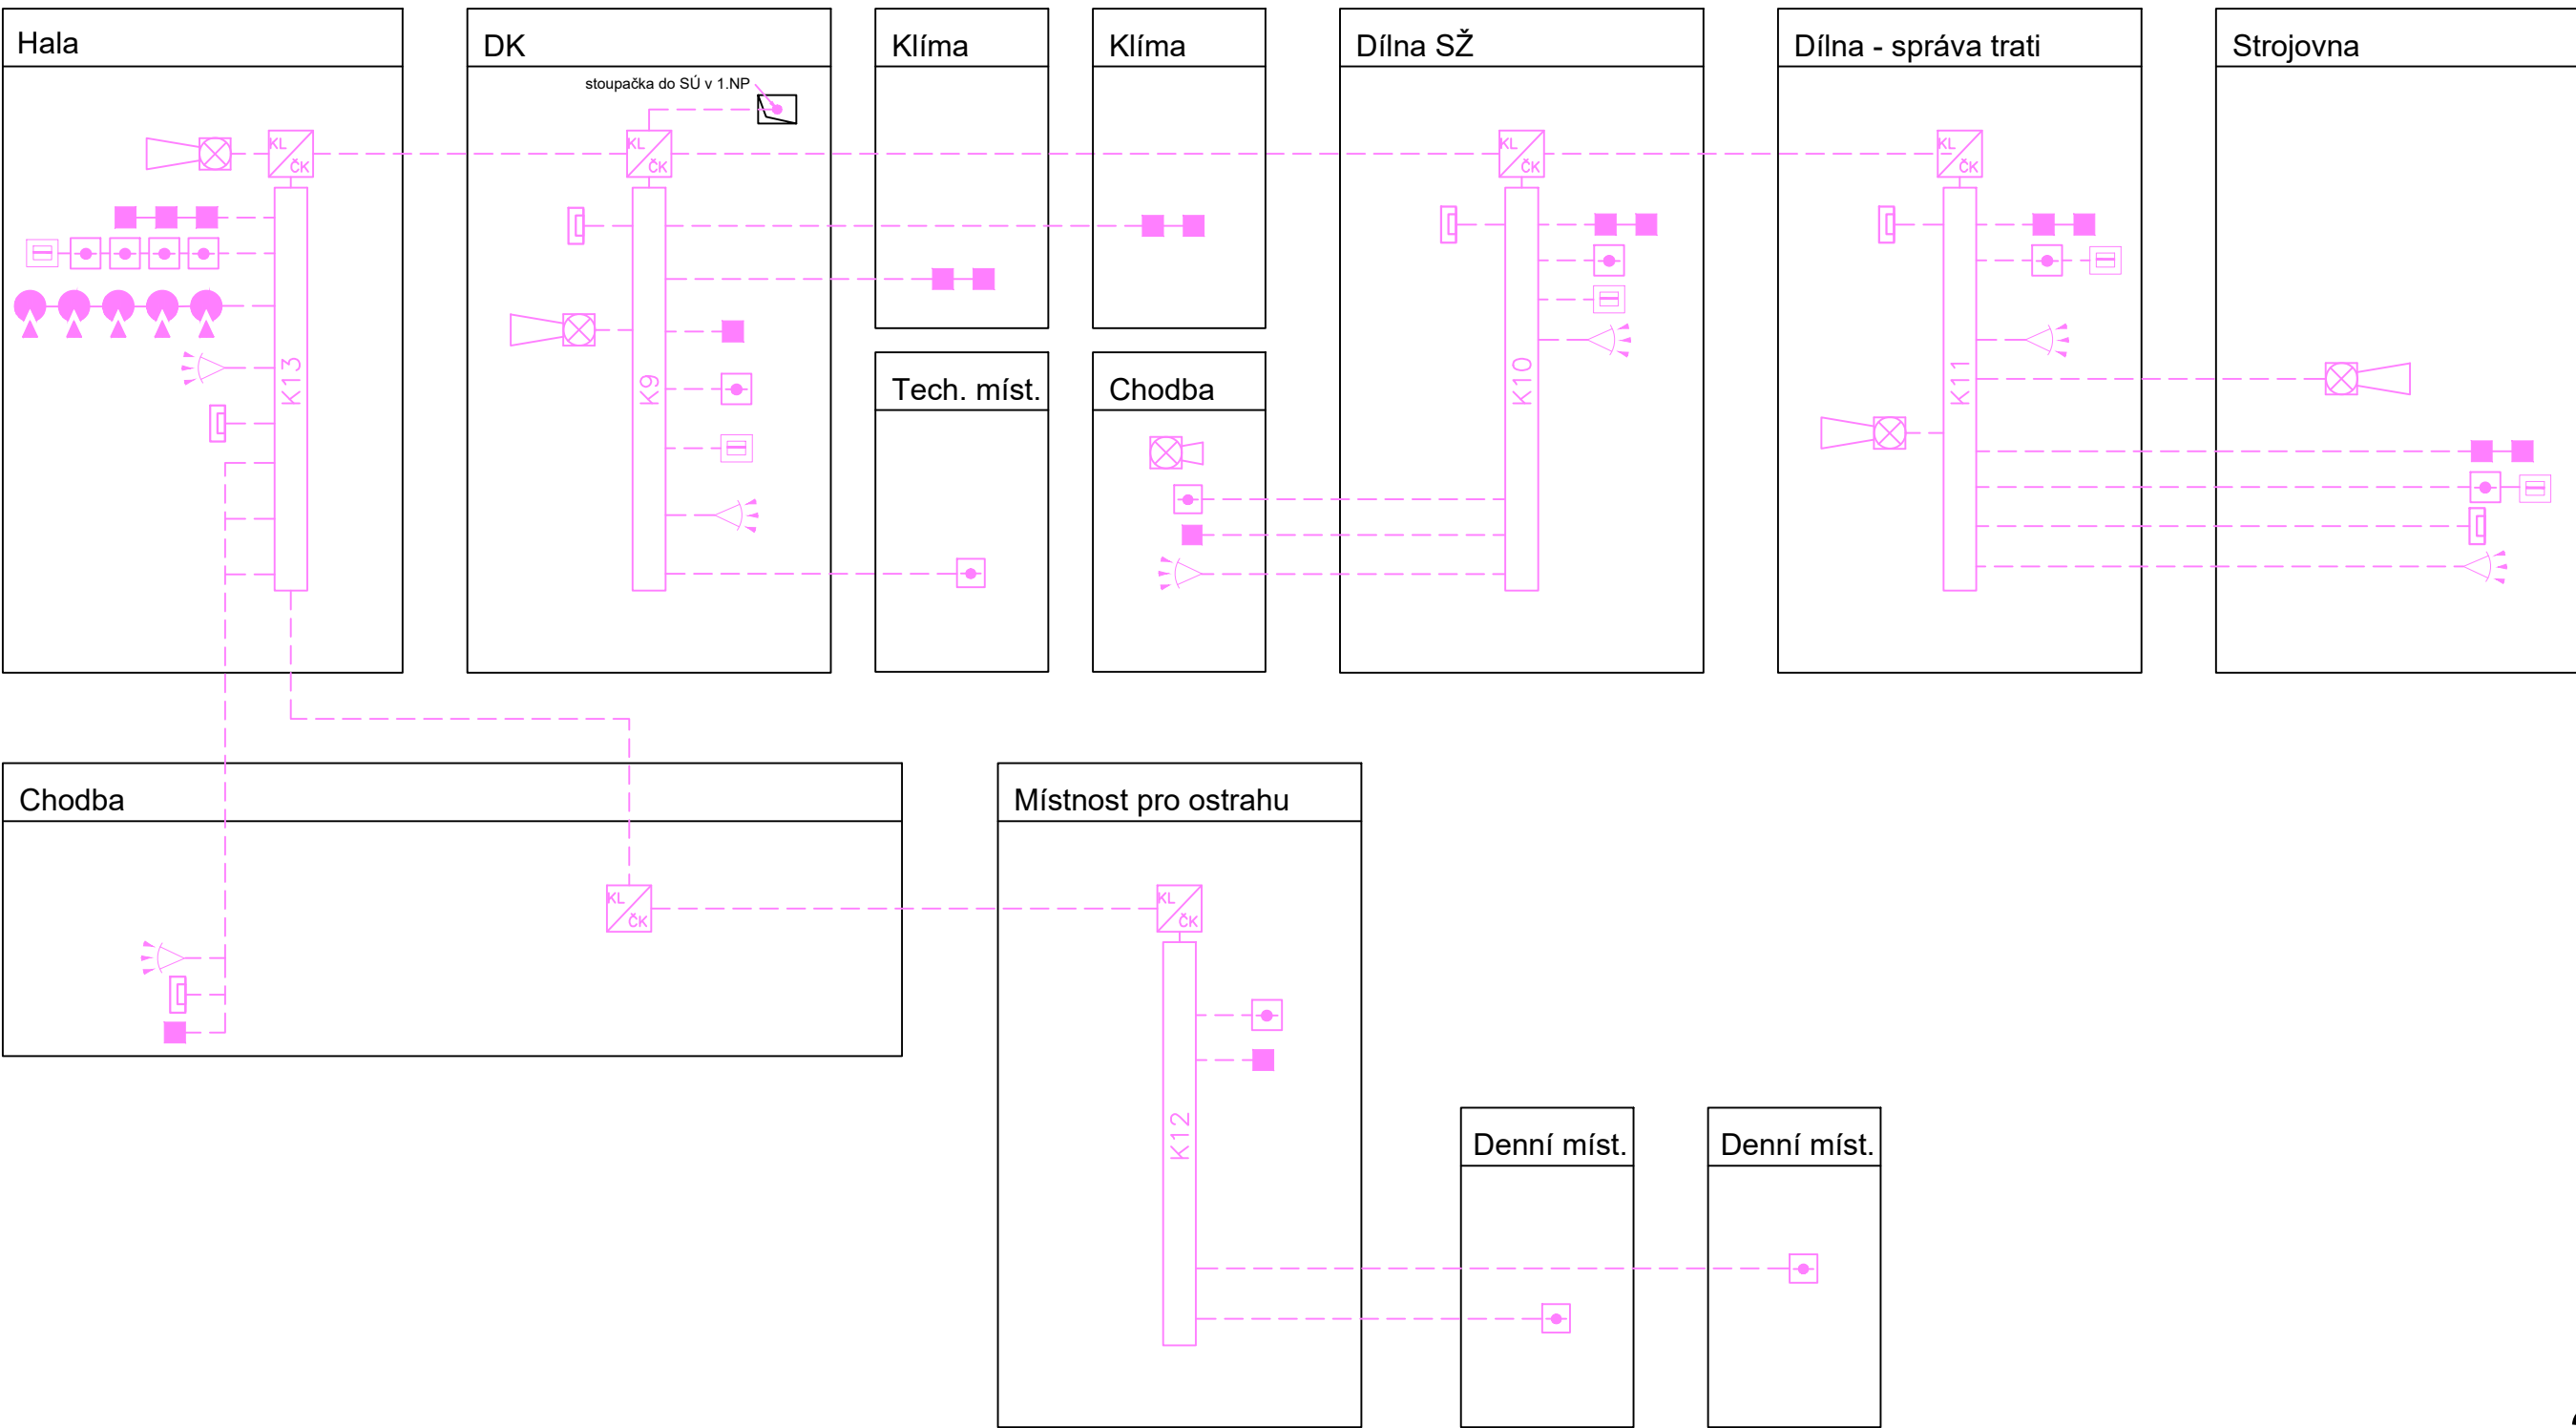 Hala
DK
Klíma
Klíma
Dílna SŽ
Dílna - správa trati
Strojovna
stoupačka do SÚ v 1.NP
KL
ČK
KL
ČK
KL
ČK
KL
ČK
K13
K9
K10
K11
Tech. míst.
Chodba
Chodba
Místnost pro ostrahu
KL
ČK
KL
ČK
K12
Denní míst.
Denní míst.